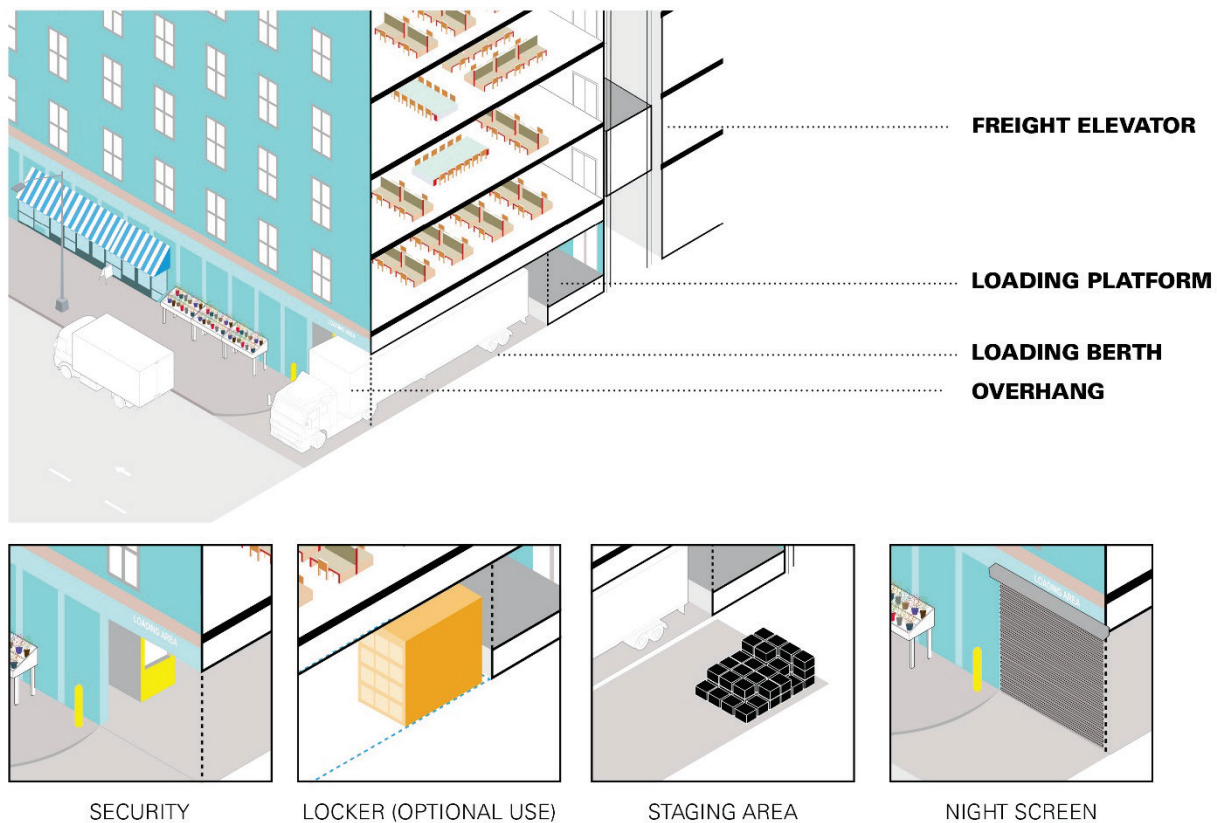 FREIGHT ELEVATOR
LOADING PLATFORM
LOADING BERTH
OVERHANG
LOADING AREA
LOADING AREA
LOADING AREA
SECURITY
LOCKER (OPTIONAL USE)
STAGING AREA
NIGHT SCREEN